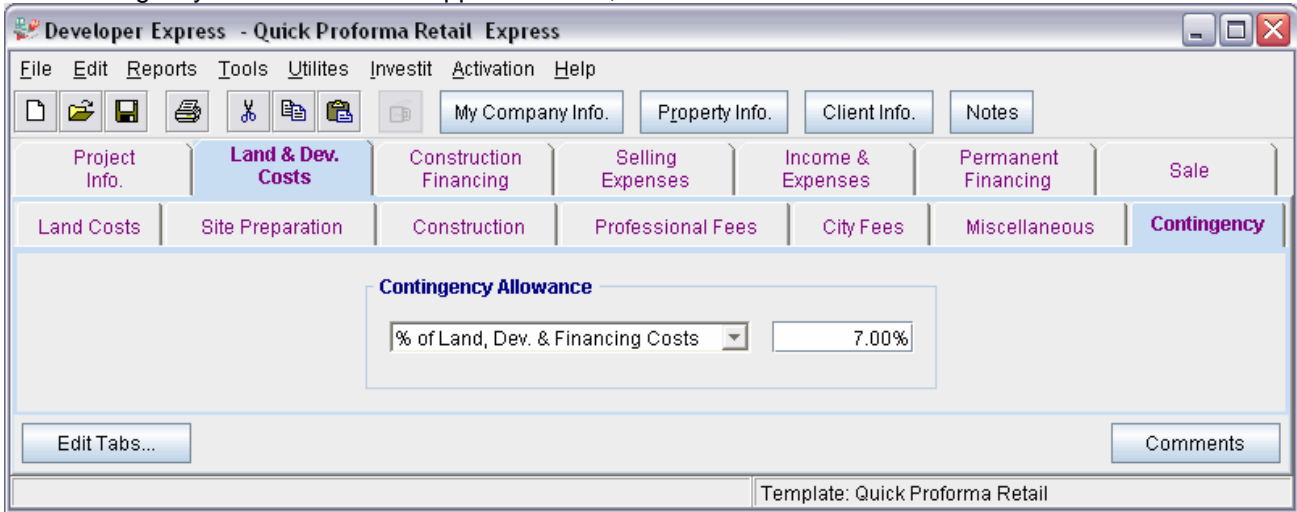 Developer Express - Quick Proforma Retail Express
File Edit Reports Tools Utilites Investit Activation Help
My Company Info. Property Info. Client Info. Notes
Project Info. Land & Dev. Costs Construction Financing Selling Expenses Income & Expenses Permanent Financing Sale
Land Costs Site Preparation Construction Professional Fees City Fees Miscellaneous Contingency
Contingency Allowance
% of Land, Dev. & Financing Costs 7.00%
Edit Tabs... Comments
Template: Quick Proforma Retail